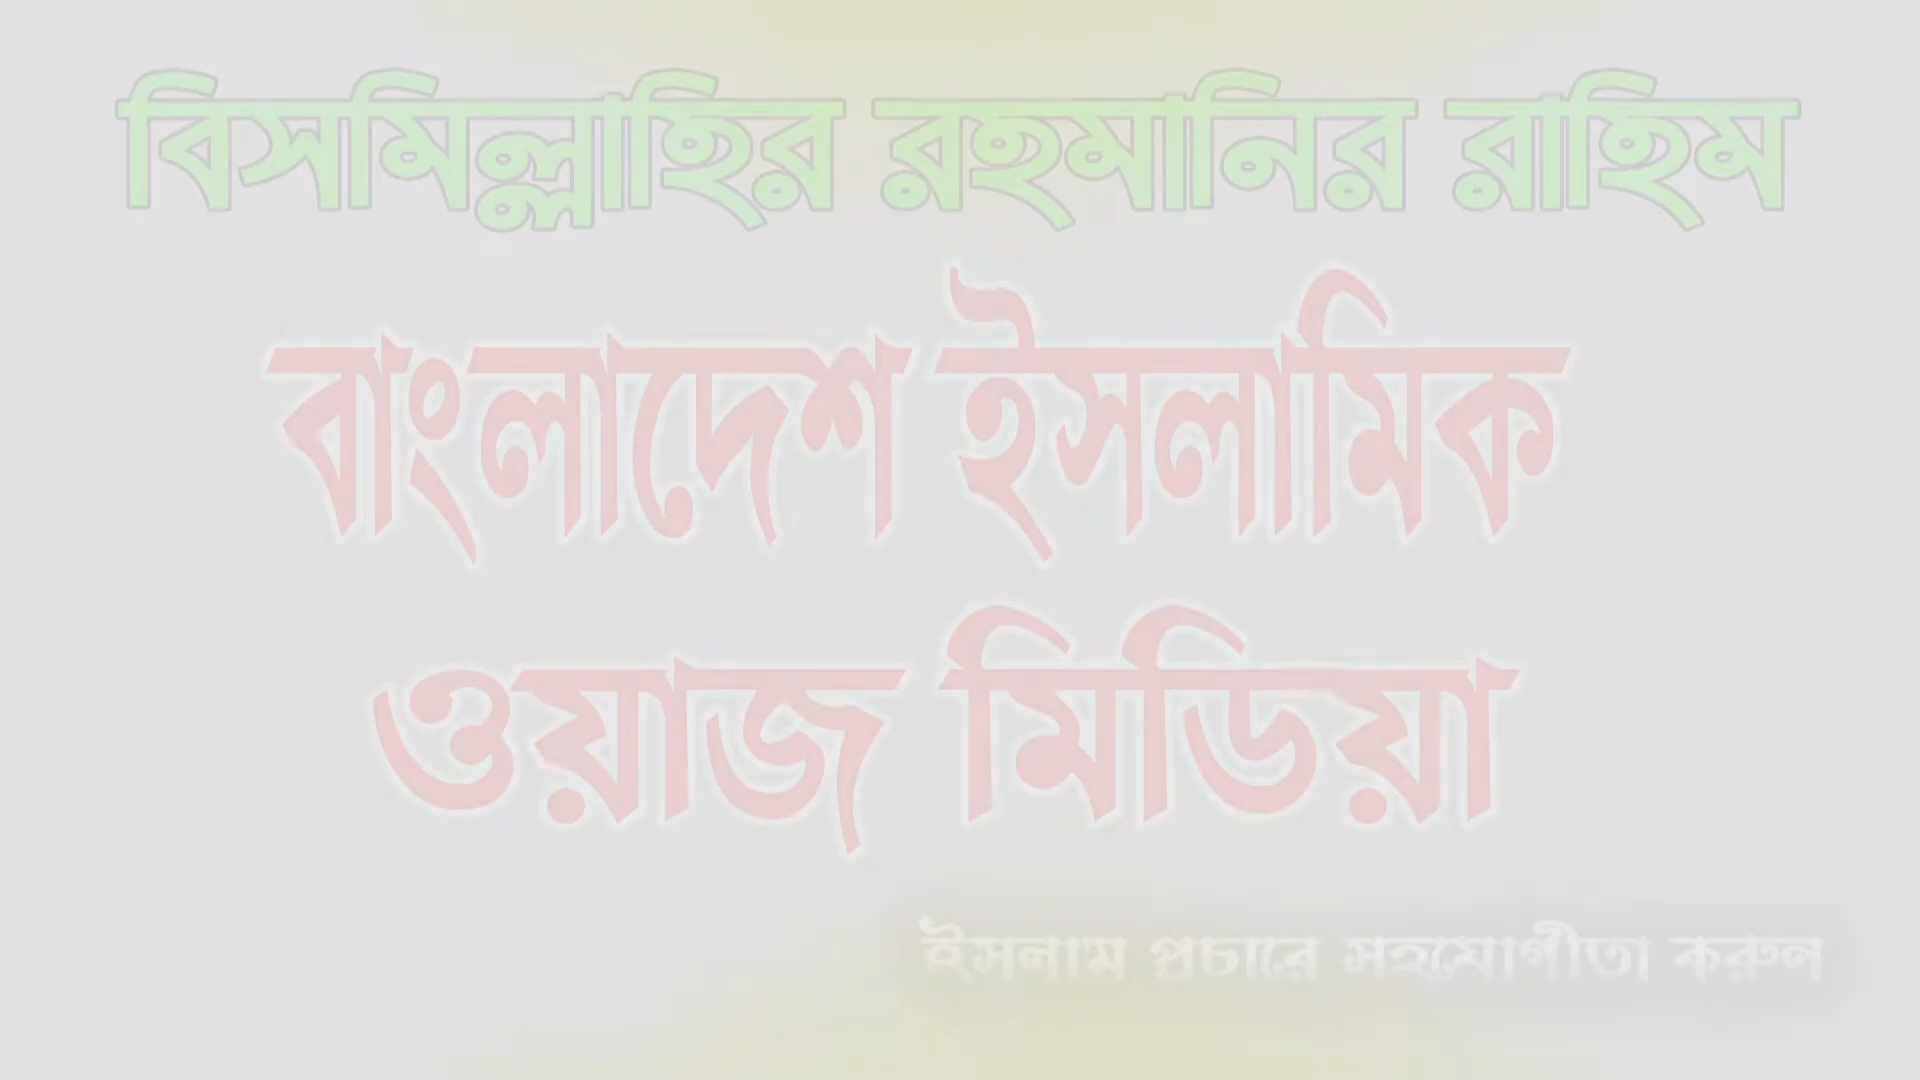 বিসমিল্লাহির রহমানির রাহিম
বাংলাদেশ ইসলামিক
ওয়াজ মিডিয়া
ইসলাম প্রচারে সহযোগীতা করুন